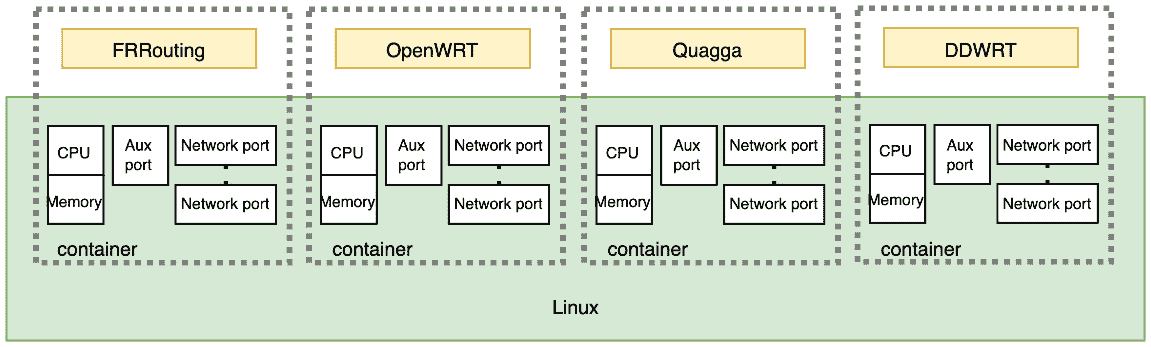 FRRouting
OpenWRT
Quagga
DDWRT
CPU
Memory
Aux
port
Network port
Network port
container
CPU
Memory
Aux
port
Network port
Network port
container
CPU
Memory
Aux
port
Network port
Network port
container
CPU
Memory
Aux
port
Network port
Network port
container
Linux